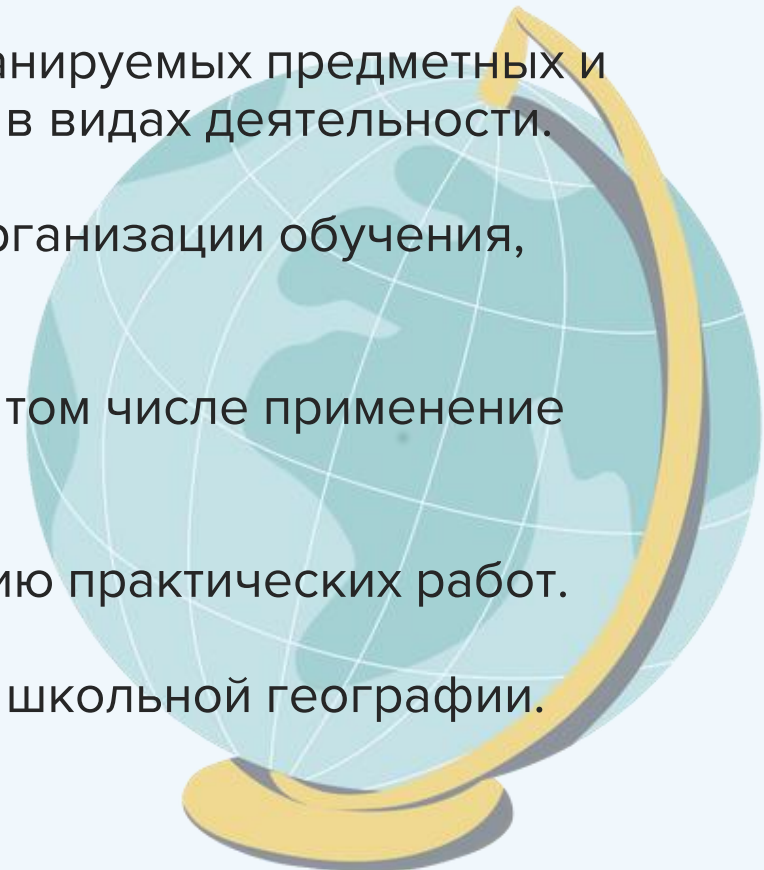 анируемых предметных и
в видах деятельности.
рганизации обучения,
том числе применение
ию практических работ.
школьной географии.